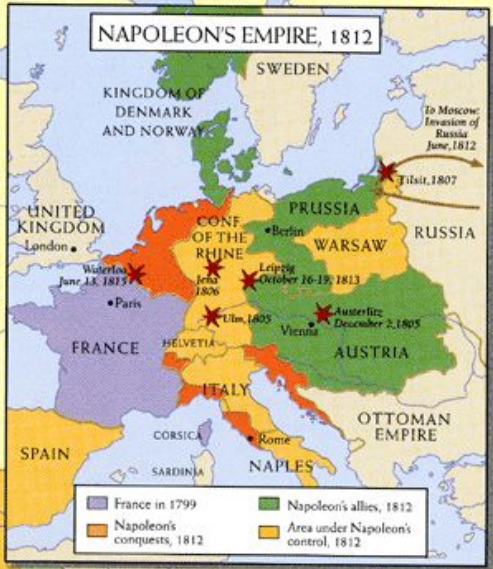 NAPOLEON'S EMPIRE, 1812
SWEDEN
KINGDOM OF
DENMARK
AND NORWAY
To Moscow:
Invasion of
Russia
June, 1812
Tilsit, 1807
UNITED
KINGDOM
London
PRUSSIA
CONF.
OF THE
RHINE
Berlin
WARSAW
RUSSIA
Waterloo
June 13, 1815
Jena
1806
Leipzig
October 16-19, 1813
Paris
Ulm, 1805
Austerlitz
December 2, 1805
Vienna
FRANCE
HELVETIA
AUSTRIA
ITALY
OTTOMAN
EMPIRE
CORSICA
Rome
SPAIN
SARDINIA
NAPLES
France in 1799
Napoleon's
conquests, 1812
Napoleon's allies, 1812
Area under Napoleon's
control, 1812